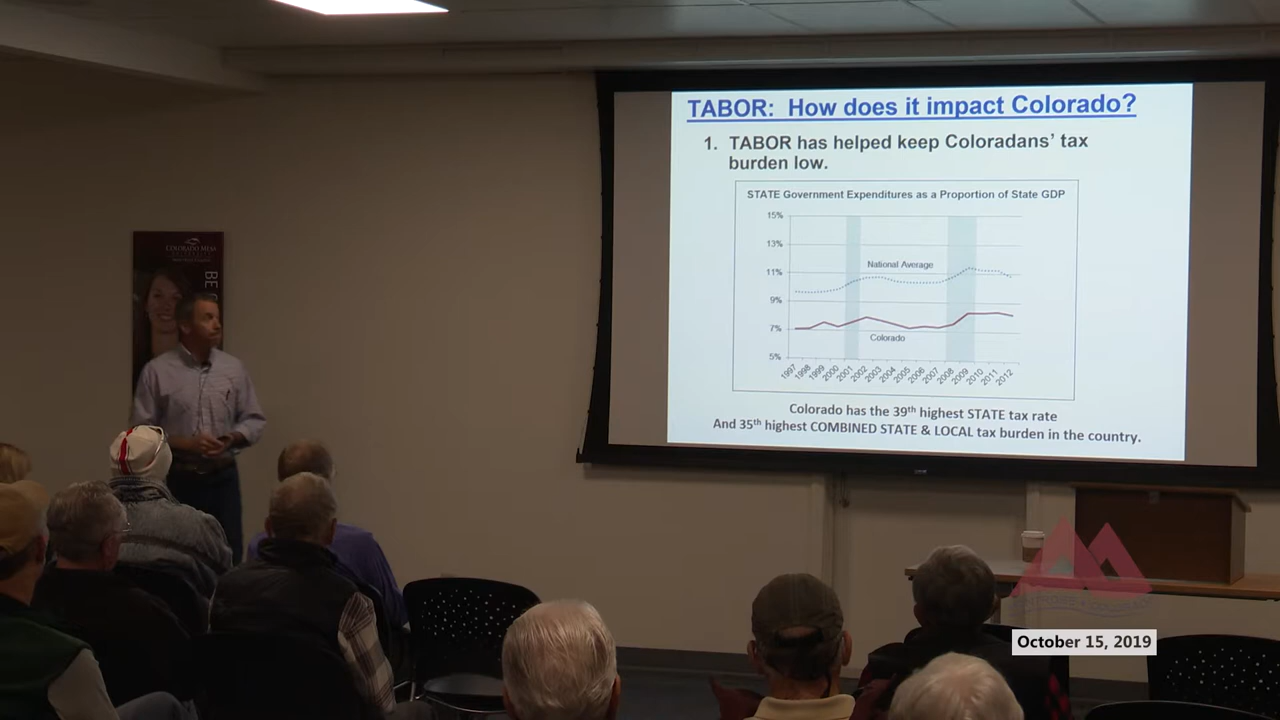 TABOR: How does it impact Colorado?
1. TABOR has helped keep Coloradans' tax
burden low.
STATE Government Expenditures as a Proportion of State GDP
15%
13%
11%
9%
7%
5%
National Average
Colorado
1997 1998 1999 2000 2001 2002 2003 2004 2005 2006 2007 2008 2009 2010 2011 2012
Colorado has the 39th highest STATE tax rate
And 35th highest COMBINED STATE & LOCAL tax burden in the country.
COLORADO MESA
BE
October 15, 2019